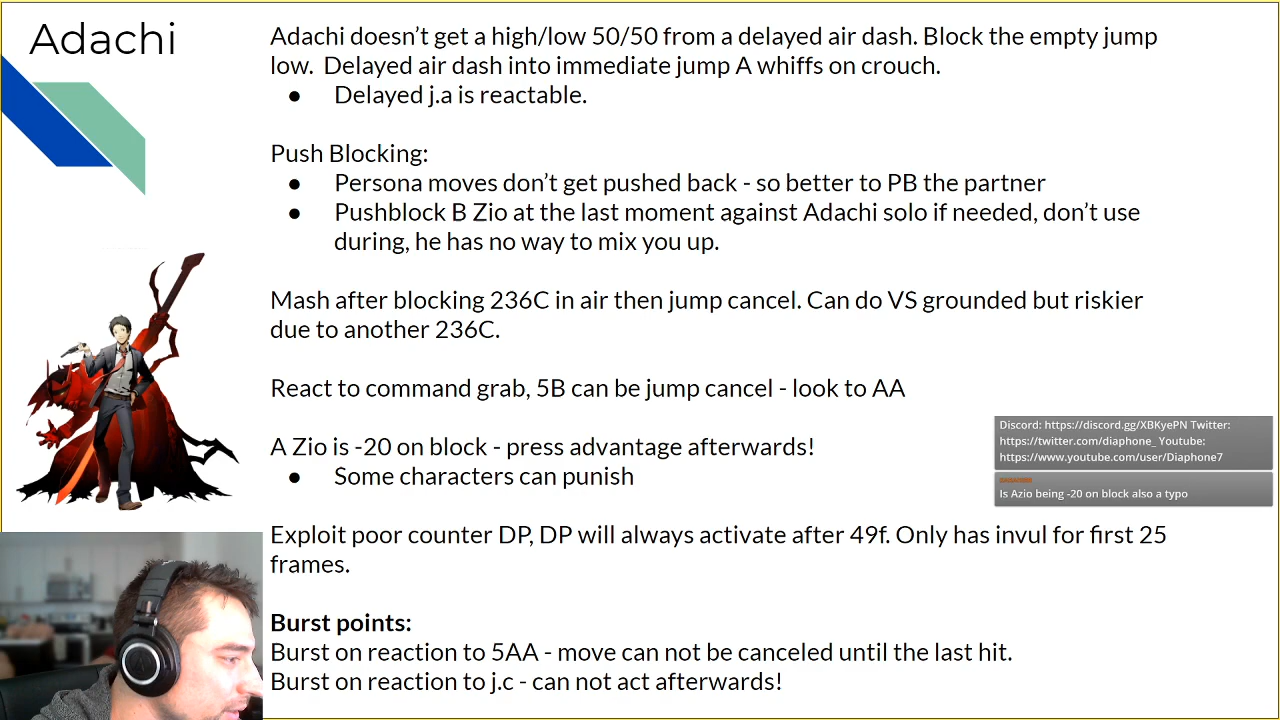 Adachi
Adachi doesn't get a high/low 50/50 from a delayed air dash. Block the empty jump
low.  Delayed air dash into immediate jump A whiffs on crouch.
● Delayed j.a is reactable.
Push Blocking:
● Persona moves don't get pushed back - so better to PB the partner
● Pushblock B Zio at the last moment against Adachi solo if needed, don't use
during, he has no way to mix you up.
Mash after blocking 236C in air then jump cancel. Can do VS grounded but riskier
due to another 236C.
React to command grab, 5B can be jump cancel - look to AA
A Zio is -20 on block - press advantage afterwards!
● Some characters can punish
Exploit poor counter DP, DP will always activate after 49f. Only has invul for first 25
frames.
Burst points:
Burst on reaction to 5AA - move can not be canceled until the last hit.
Burst on reaction to j.c - can not act afterwards!
Discord: https://discord.gg/XBKyePN Twitter:
https://twitter.com/diaphone_ Youtube:
https://www.youtube.com/user/Diaphone7
Is Azio being -20 on block also a typo